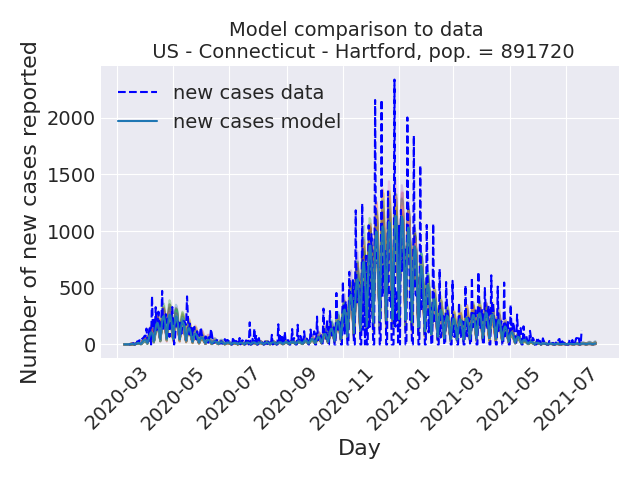 Model comparison to data
US - Connecticut - Hartford, pop. = 891720
Number of new cases reported
new cases data
new cases model
2000
1500
1000
500
0
2020-03
2020-05
2020-07
2020-09
2020-11
2021-01
2021-03
2021-05
2021-07
Day